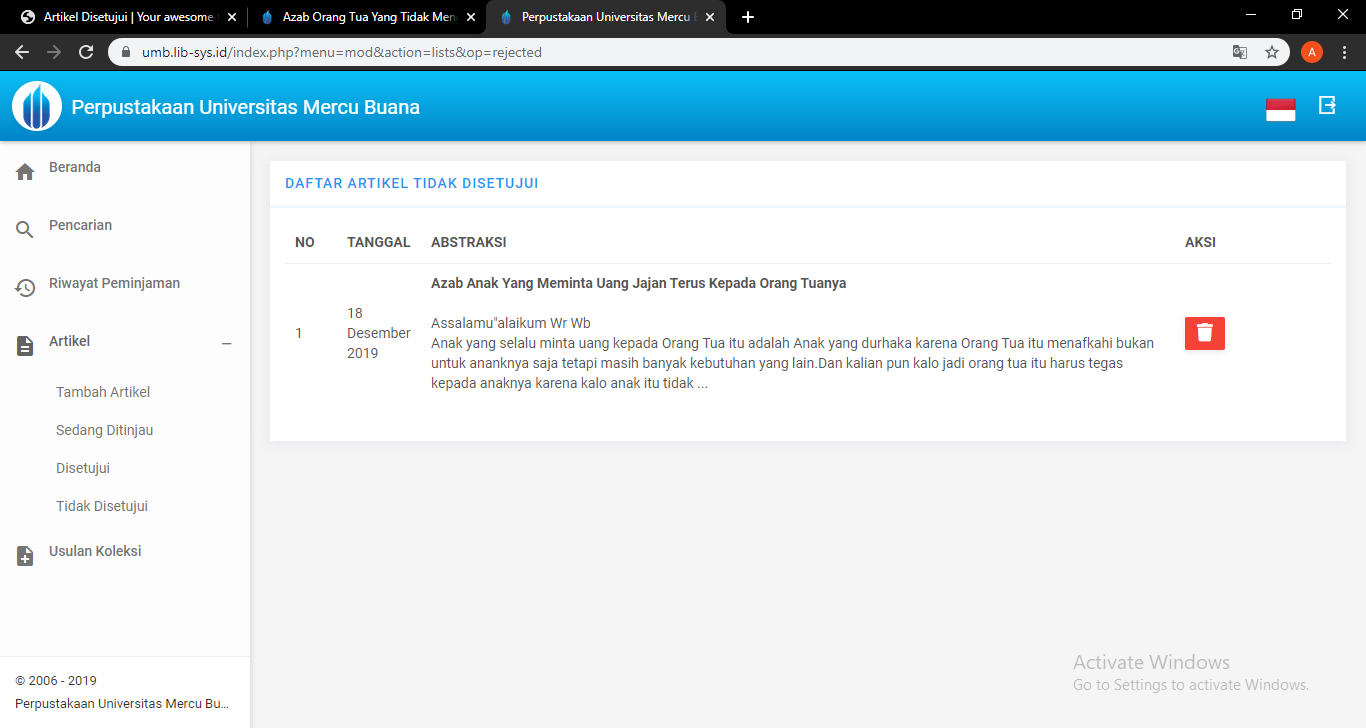 Artikel Disetujui | Your awesome
Azab Orang Tua Yang Tidak Men
Perpustakaan Universitas Mercu
umb.lib-sys.id/index.php?menu=mod&action=lists&op=rejected
A
Perpustakaan Universitas Mercu Buana
Beranda
Pencarian
Riwayat Peminjaman
Artikel
Tambah Artikel
Sedang Ditinjau
Disetujui
Tidak Disetujui
Usulan Koleksi
© 2006 - 2019
Perpustakaan Universitas Mercu Bu...
DAFTAR ARTIKEL TIDAK DISETUJUI
NO TANGGAL ABSTRAKSI AKSI
1
18
Desember
2019
Azab Anak Yang Meminta Uang Jajan Terus Kepada Orang Tuanya
Assalamu"alaikum Wr Wb
Anak yang selalu minta uang kepada Orang Tua itu adalah Anak yang durhaka karena Orang Tua itu menafkahi bukan
untuk ananknya saja tetapi masih banyak kebutuhan yang lain.Dan kalian pun kalo jadi orang tua itu harus tegas
kepada anaknya karena kalo anak itu tidak ...
Activate Windows
Go to Settings to activate Windows.